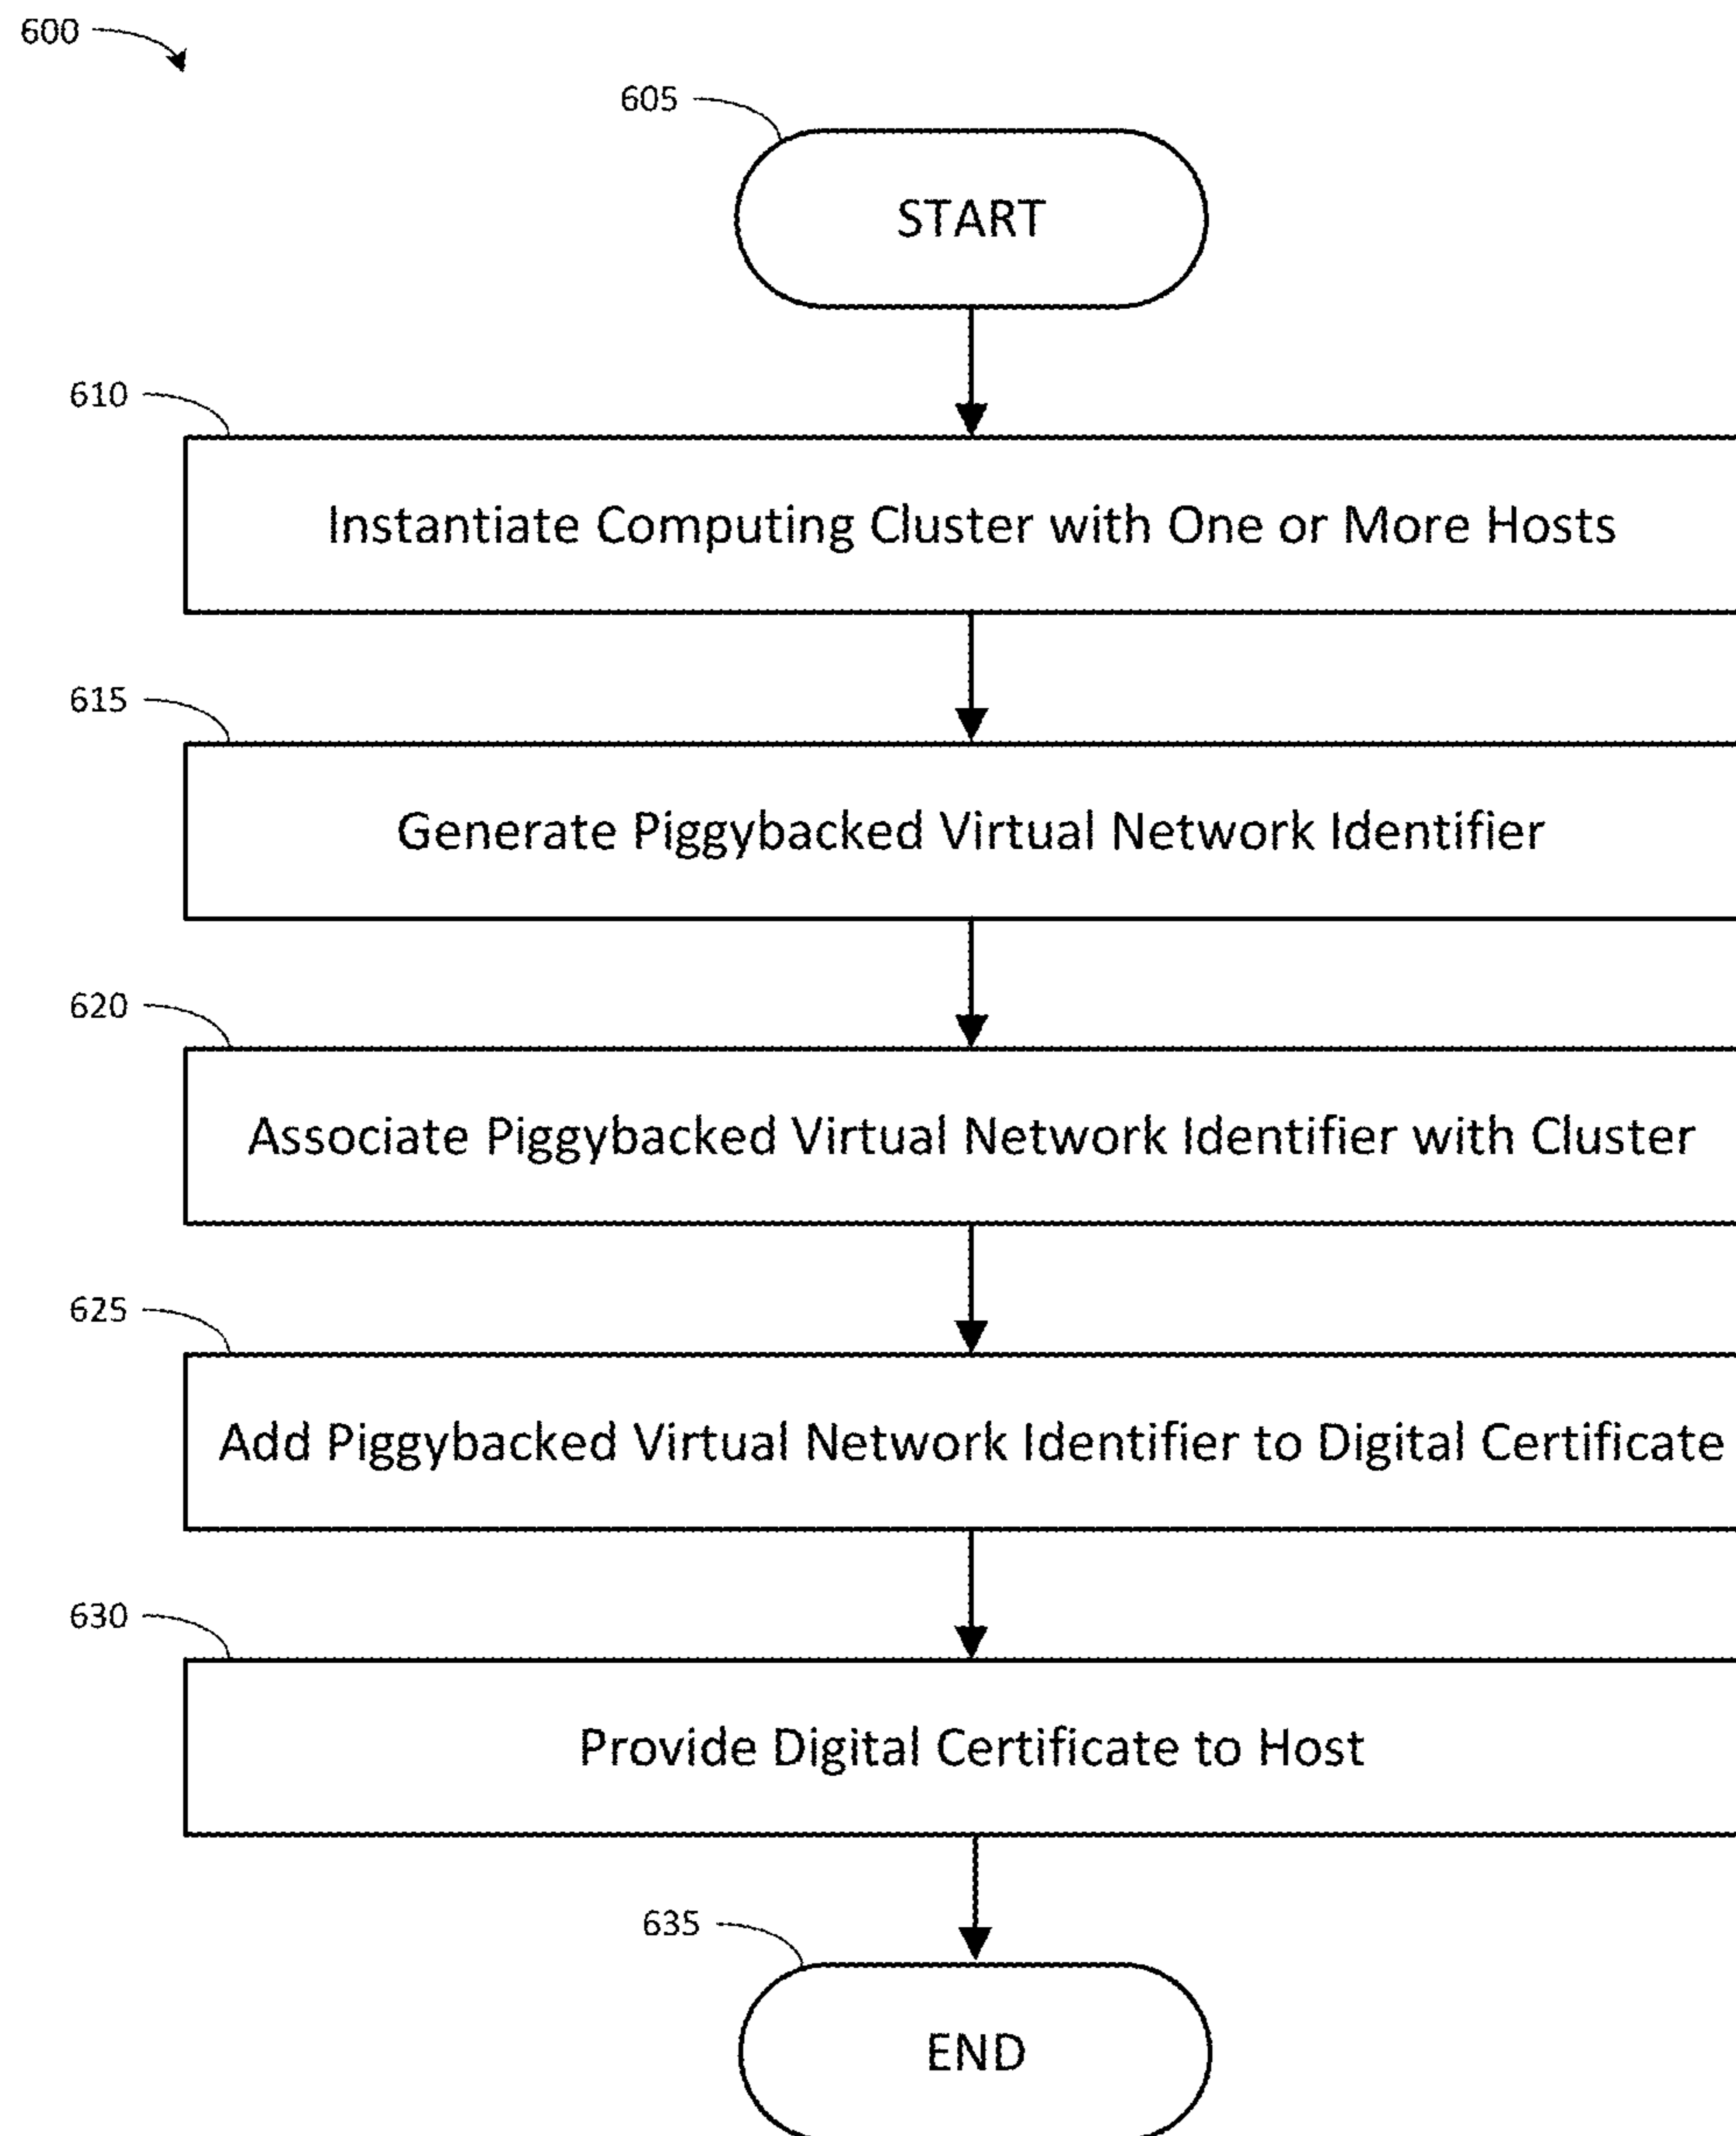 600
605
START
610
Instantiate Computing Cluster with One or More Hosts
615
Generate Piggybacked Virtual Network Identifier
620
Associate Piggybacked Virtual Network Identifier with Cluster
625
Add Piggybacked Virtual Network Identifier to Digital Certificate
630
Provide Digital Certificate to Host
635
END